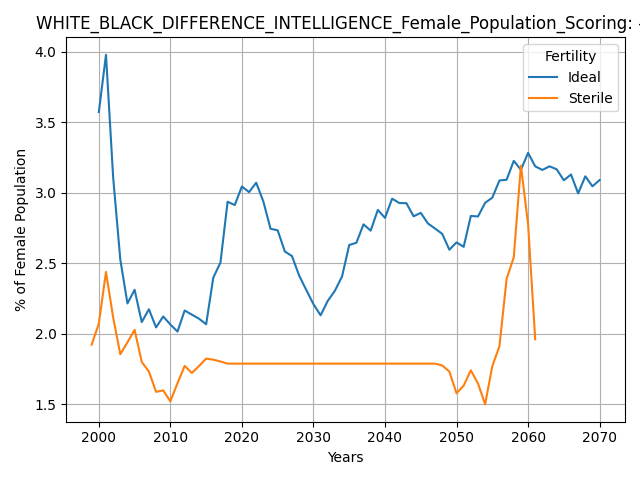 WHITE_BLACK_DIFFERENCE_INTELLIGENCE_Female_Population_Scoring:
Fertility
Ideal
Sterile
% of Female Population
4.0
3.5
3.0
2.5
2.0
1.5
2000 2010 2020 2030 2040 2050 2060 2070
Years